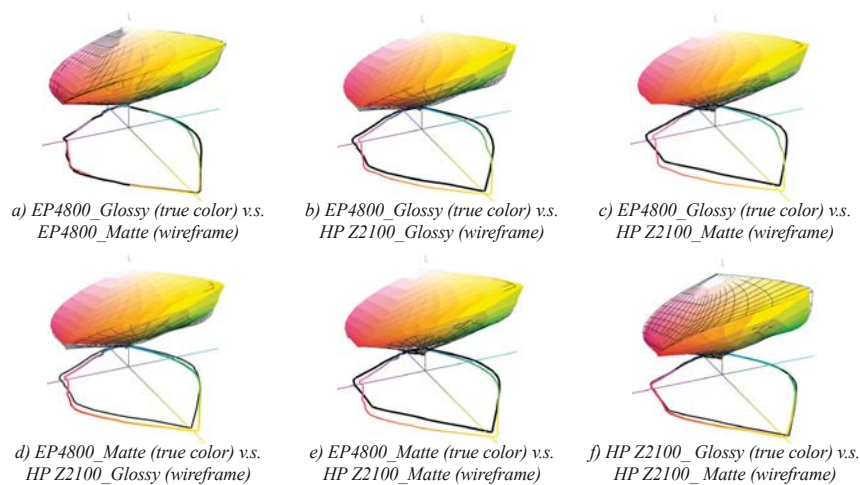 L
L
L
a) EP4800_Glossy (true color) v.s.
EP4800_Matte (wireframe)
b) EP4800_Glossy (true color) v.s.
HP Z2100_Glossy (wireframe)
c) EP4800_Glossy (true color) v.s.
HP Z2100_Matte (wireframe)
L
L
L
d) EP4800_Matte (true color) v.s.
HP Z2100_Glossy (wireframe)
e) EP4800_Matte (true color) v.s.
HP Z2100_Matte (wireframe)
f) HP Z2100_ Glossy (true color) v.s.
HP Z2100_ Matte (wireframe)